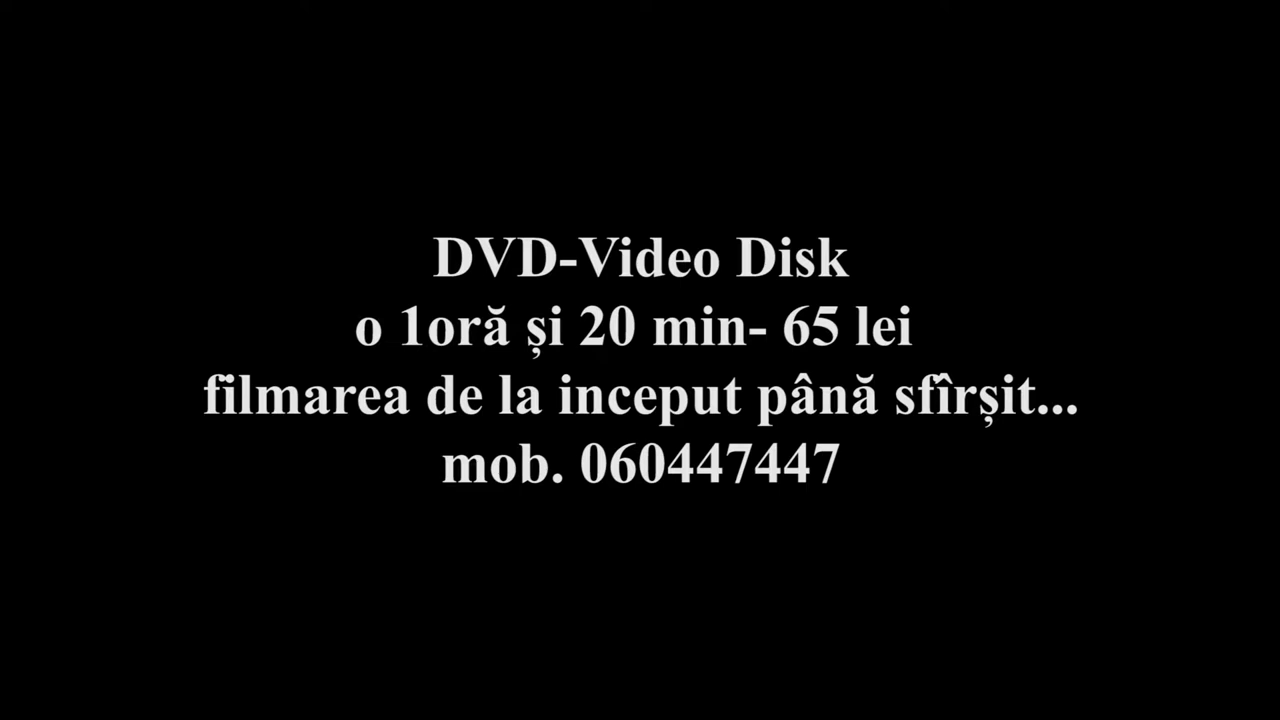 DVD-Video Disk
o 1oră și 20 min- 65 lei
filmarea de la inceput până sfîrșit...
mob. 060447447